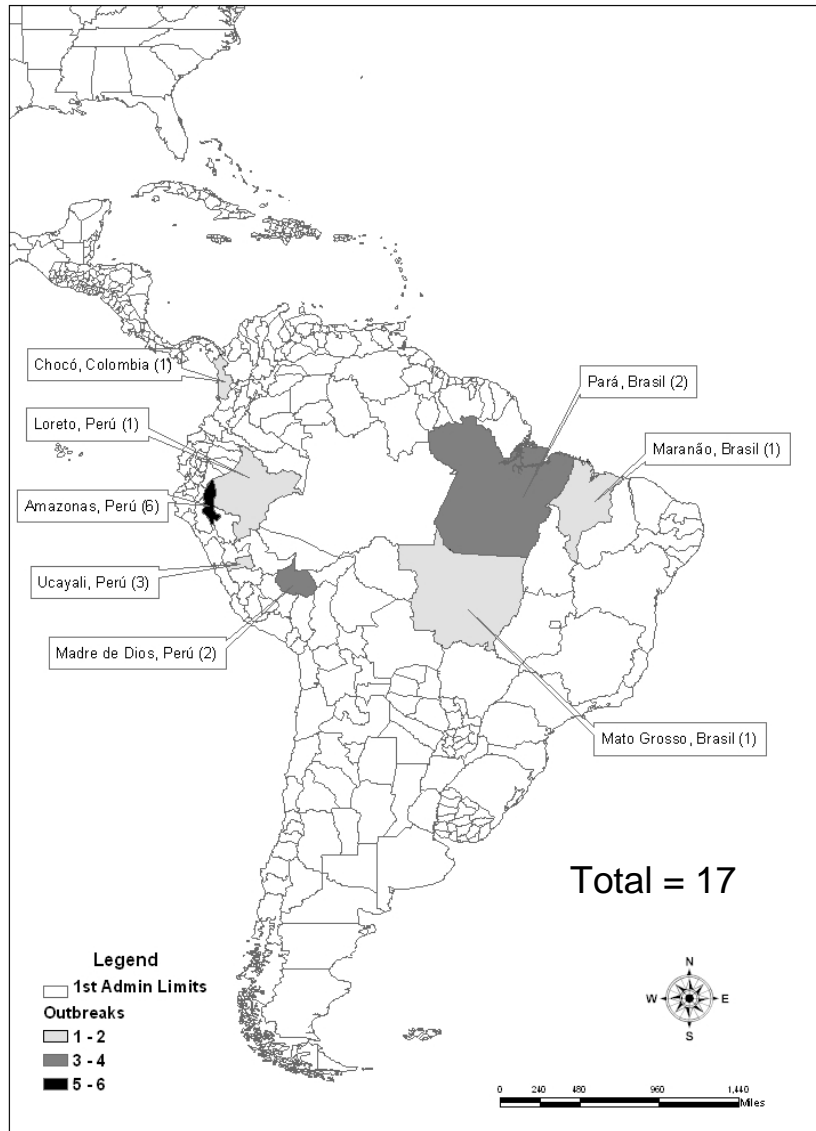 Chocó, Colombia (1)
Pará, Brasil (2)
Loreto, Perú (1)
Maranão, Brasil (1)
Amazonas, Perú (6)
Ucayali, Perú (3)
Madre de Dios, Perú (2)
Mato Grosso, Brasil (1)
Total = 17
Legend
1st Admin Limits
Outbreaks
1 - 2
3 - 4
5 - 6
N
W E
S
0 240 480 960 1,440
Miles